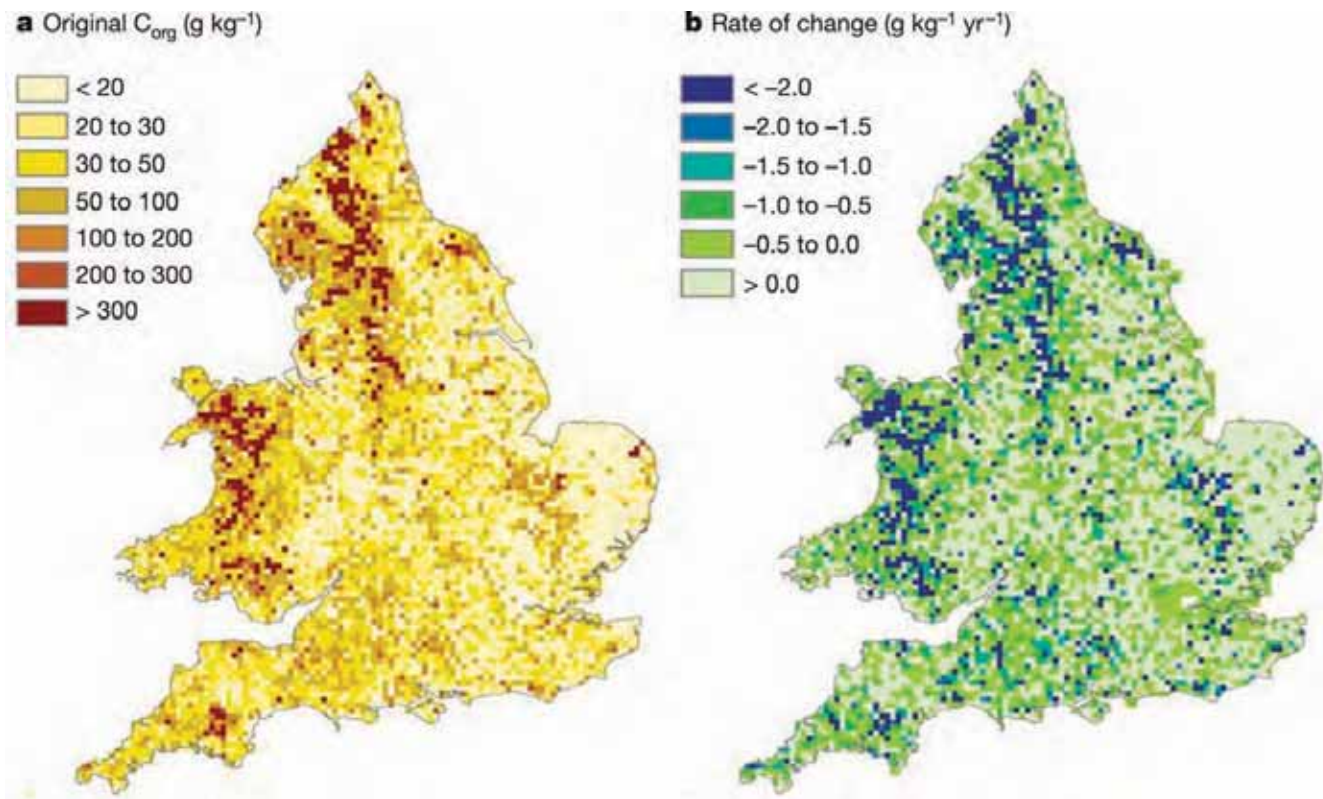 a Original Corg (g kg⁻¹)
< 20
20 to 30
30 to 50
50 to 100
100 to 200
200 to 300
> 300
b Rate of change (g kg⁻¹ yr⁻¹)
< –2.0
–2.0 to –1.5
–1.5 to –1.0
–1.0 to –0.5
–0.5 to 0.0
> 0.0